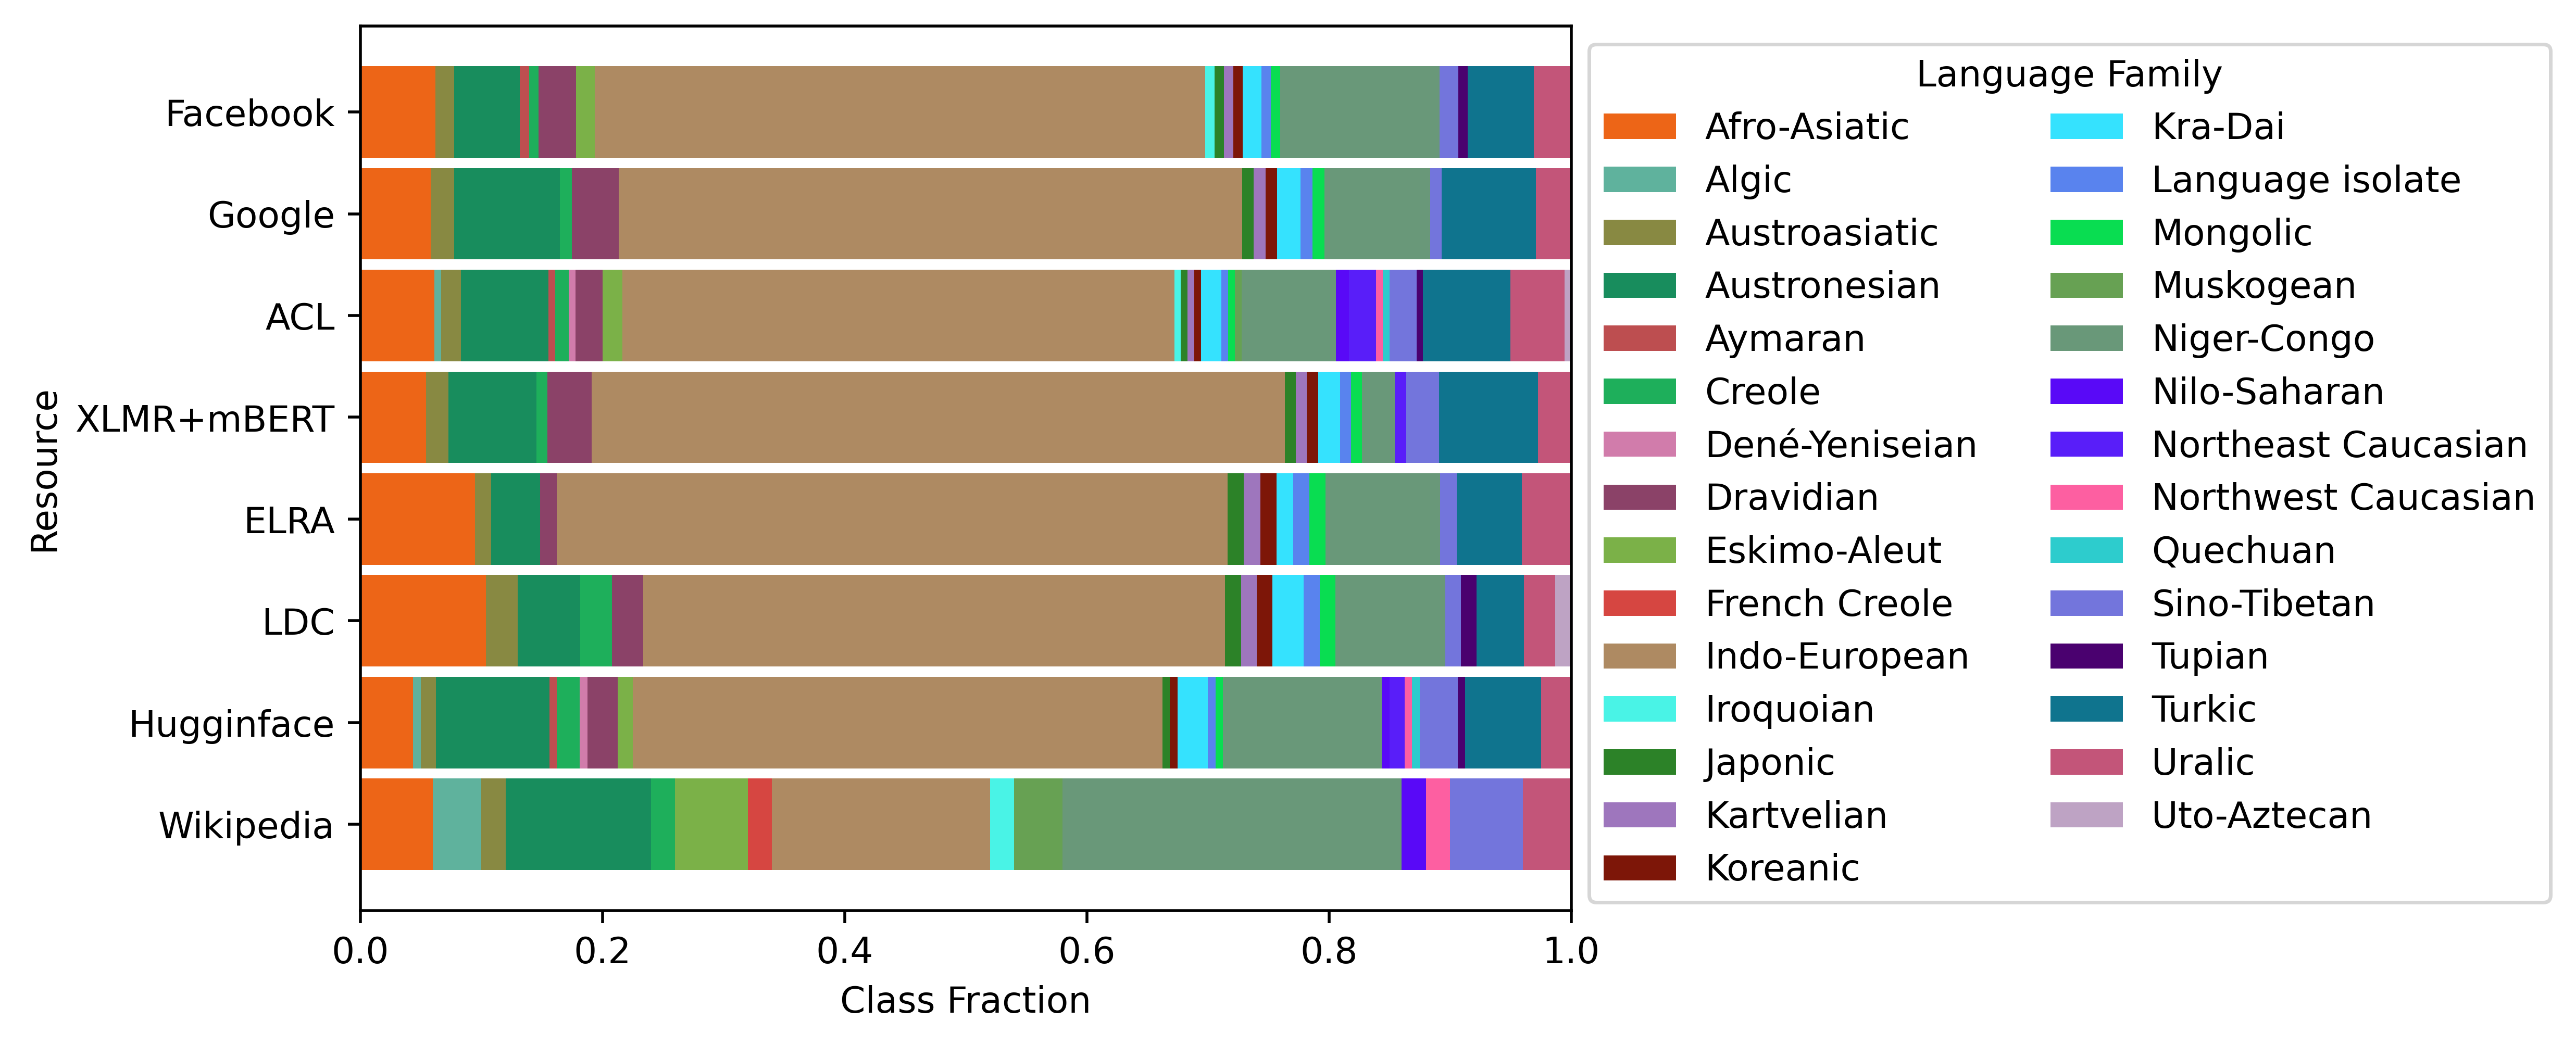 Resource
Facebook
Google
ACL
XLMR+mBERT
ELRA
LDC
Hugginface
Wikipedia
0.0 0.2 0.4 0.6 0.8 1.0
Class Fraction
Language Family
Afro-Asiatic
Algic
Austroasiatic
Austronesian
Aymaran
Creole
Dené-Yeniseian
Dravidian
Eskimo-Aleut
French Creole
Indo-European
Iroquoian
Japonic
Kartvelian
Koreanic
Kra-Dai
Language isolate
Mongolic
Muskogean
Niger-Congo
Nilo-Saharan
Northeast Caucasian
Northwest Caucasian
Quechuan
Sino-Tibetan
Tupian
Turkic
Uralic
Uto-Aztecan